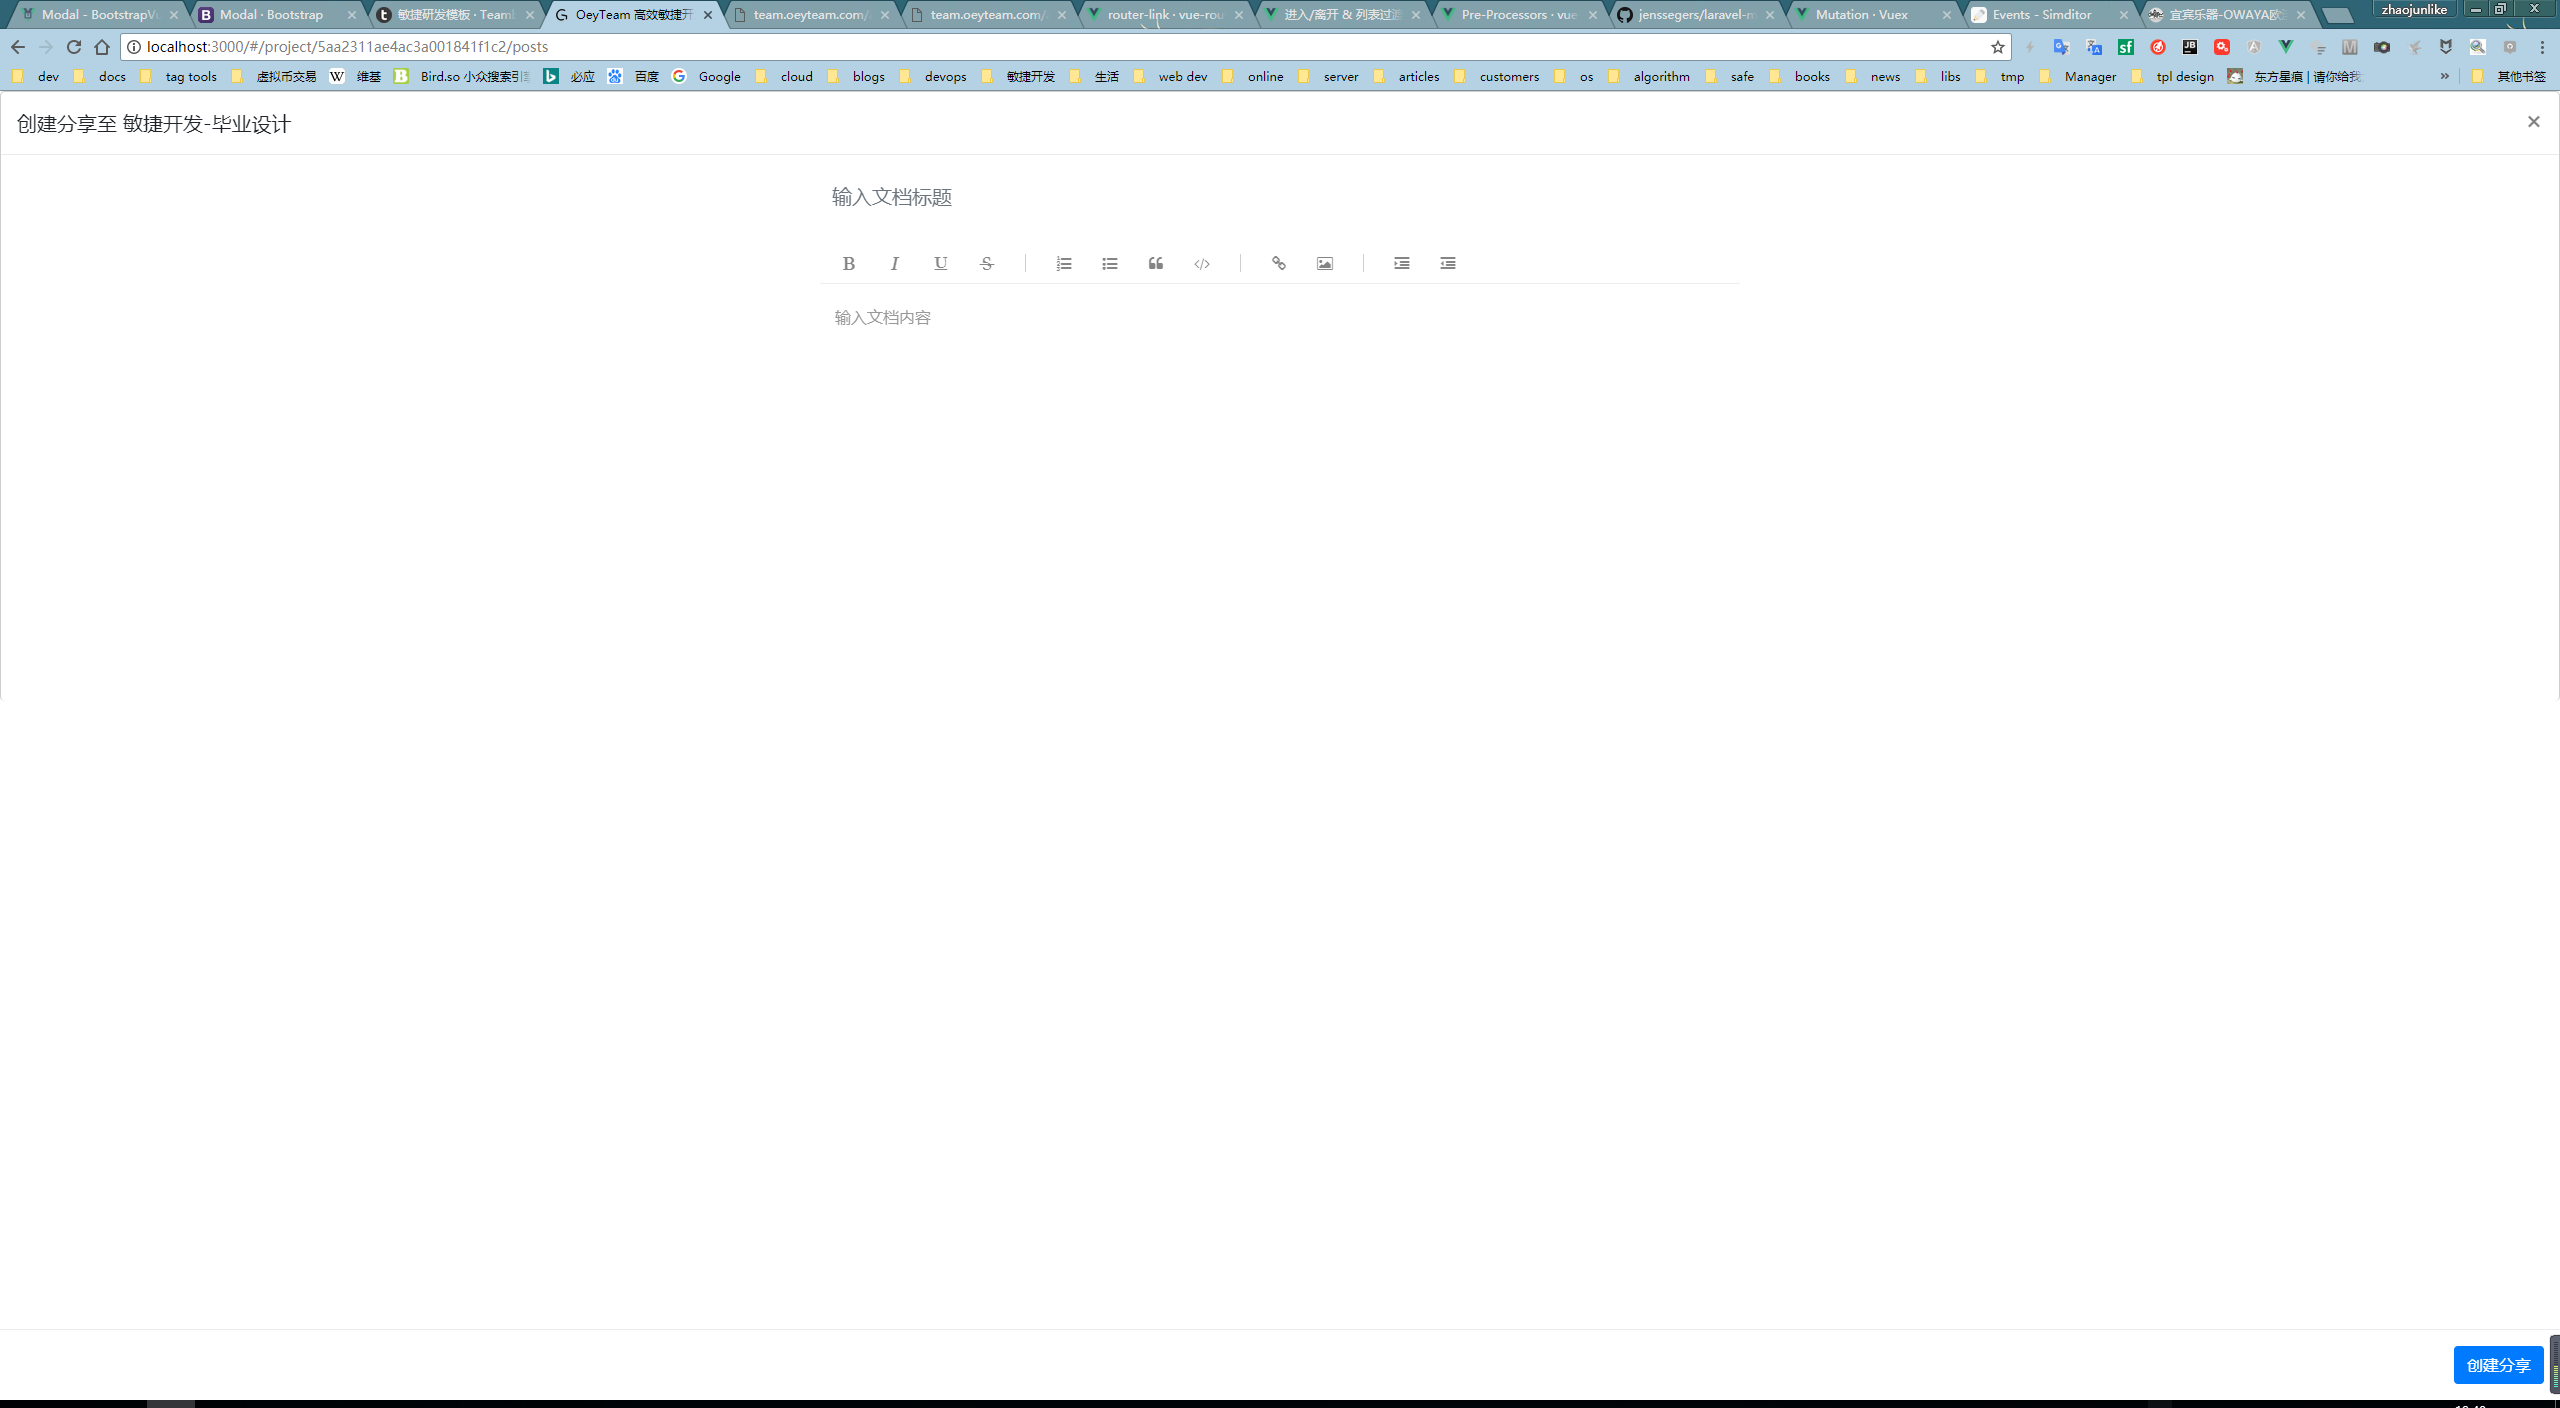 Modal - BootstrapV
Modal · Bootstrap
敏捷研发模板 · Teamb
OeyTeam 高效敏捷开
team.oeyteam.com/
team.oeyteam.com/
router-link · vue-rou
进入/离开 & 列表过渡
Pre-Processors · vue
jenssegers/laravel-m
Mutation · Vuex
Events - Simditor
宜宾乐器-OWAYA欧
zhaojunlike
localhost:3000/#/project/5aa2311ae4ac3a001841f1c2/posts
dev docs tag tools 虚拟币交易 维基 Bird.so 小众搜索引擎 必应 百度 Google cloud blogs devops 敏捷开发 生活 web dev online server articles customers os algorithm safe books news libs tmp Manager tpl design 东方星痕 | 请你给我 » 其他书签
创建分享至 敏捷开发-毕业设计
输入文档标题
B I U S
输入文档内容
创建分享